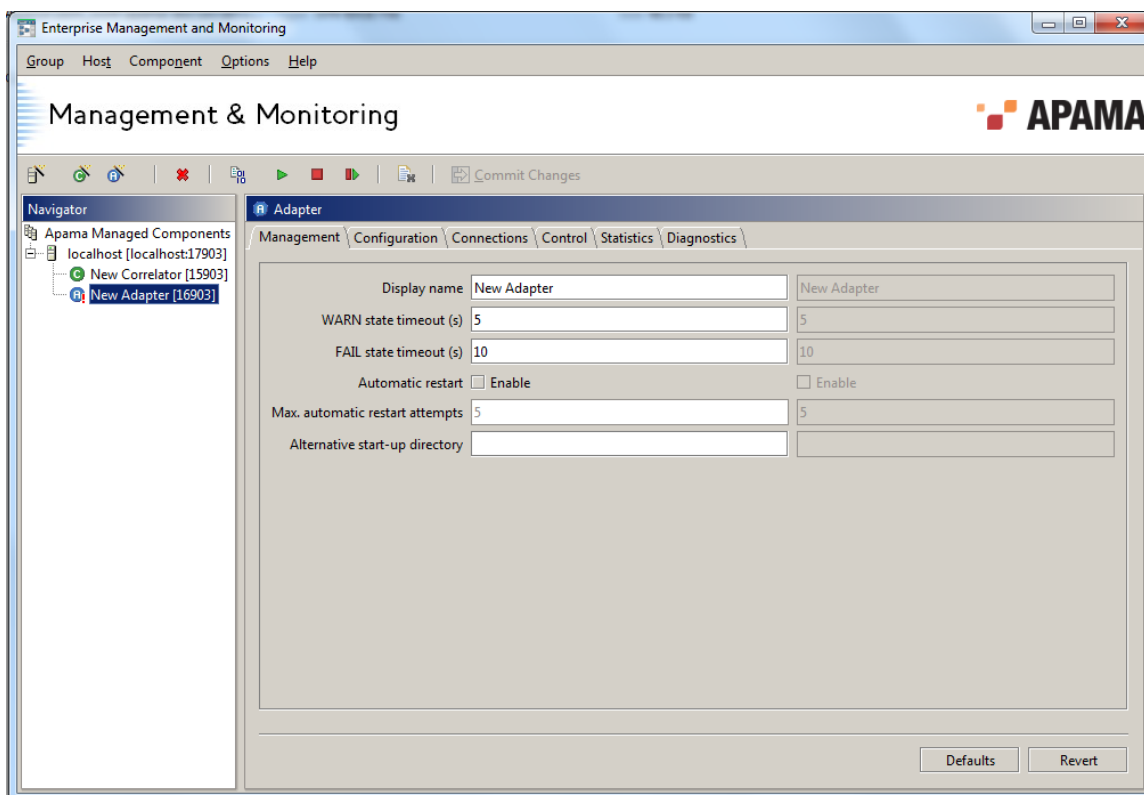 Enterprise Management and Monitoring
Group Host Component Options Help
Management & Monitoring
APAMA
Commit Changes
Navigator
Apama Managed Components
localhost [localhost:17903]
New Correlator [15903]
New Adapter [16903]
Adapter
Management Configuration Connections Control Statistics Diagnostics
Display name New Adapter New Adapter
WARN state timeout (s) 5 5
FAIL state timeout (s) 10 10
Automatic restart Enable Enable
Max. automatic restart attempts 5 5
Alternative start-up directory
Defaults Revert